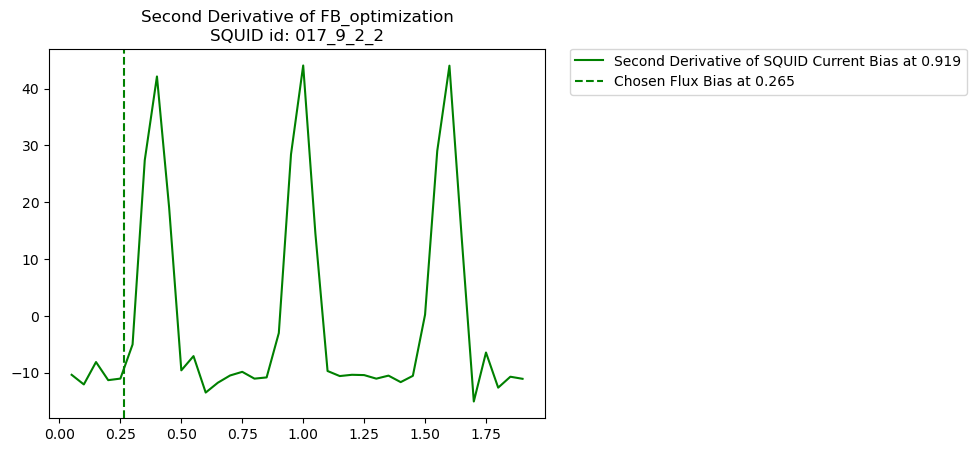 Second Derivative of FB_optimization
SQUID id: 017_9_2_2
Second Derivative of SQUID Current Bias at 0.919
Chosen Flux Bias at 0.265
40
30
20
10
0
−10
0.00 0.25 0.50 0.75 1.00 1.25 1.50 1.75